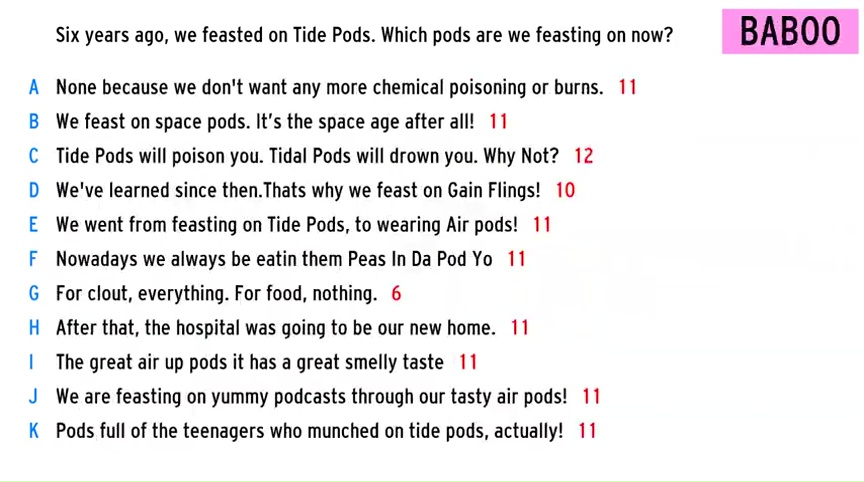 Six years ago, we feasted on Tide Pods. Which pods are we feasting on now?
BABOO
A None because we don't want any more chemical poisoning or burns. 11
B We feast on space pods. It’s the space age after all! 11
C Tide Pods will poison you. Tidal Pods will drown you. Why Not? 12
D We've learned since then.Thats why we feast on Gain Flings! 10
E We went from feasting on Tide Pods, to wearing Air pods! 11
F Nowadays we always be eatin them Peas In Da Pod Yo 11
G For clout, everything. For food, nothing. 6
H After that, the hospital was going to be our new home. 11
I The great air up pods it has a great smelly taste 11
J We are feasting on yummy podcasts through our tasty air pods! 11
K Pods full of the teenagers who munched on tide pods, actually! 11